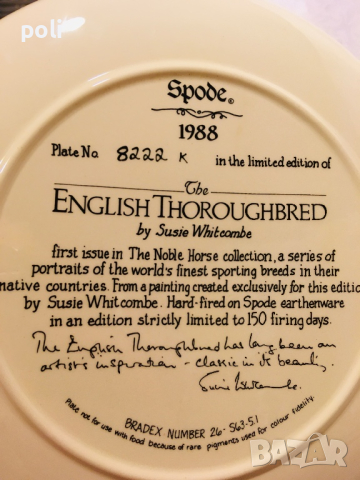 poli
Spode®
1988
Plate No. 8222 K in the limited edition of
The
ENGLISH THOROUGHBRED
by Susie Whitcombe
first issue in The Noble Horse collection, a series of
portraits of the world's finest sporting breeds in their
native countries. From a painting created exclusively for this edition
by Susie Whitcombe. Hard-fired on Spode earthenware
in an edition strictly limited to 150 firing days.
The English Thoroughbred has long been an
artist's inspiration - classic in its beauty.
Susie Whitcombe.
BRADEX NUMBER 26-S63-5.1
Plate not for use with food because of rare pigments used for colour fidelity.
BAZAR
.bg